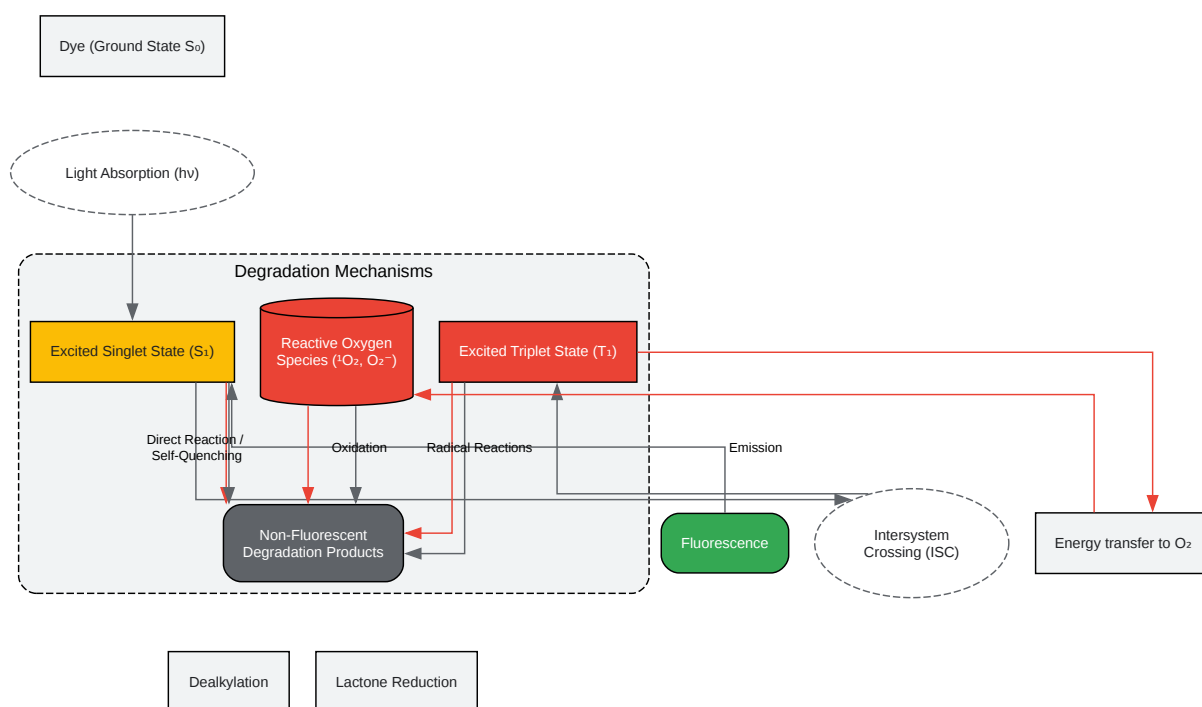 Dye (Ground State S₀)
Light Absorption (hν)
Degradation Mechanisms
Excited Singlet State (S₁)
Reactive Oxygen
Species (¹O₂, O₂⁻)
Excited Triplet State (T₁)
Direct Reaction /
Self-Quenching
Oxidation
Radical Reactions
Emission
Non-Fluorescent
Degradation Products
Fluorescence
Intersystem
Crossing (ISC)
Energy transfer to O₂
Dealkylation
Lactone Reduction